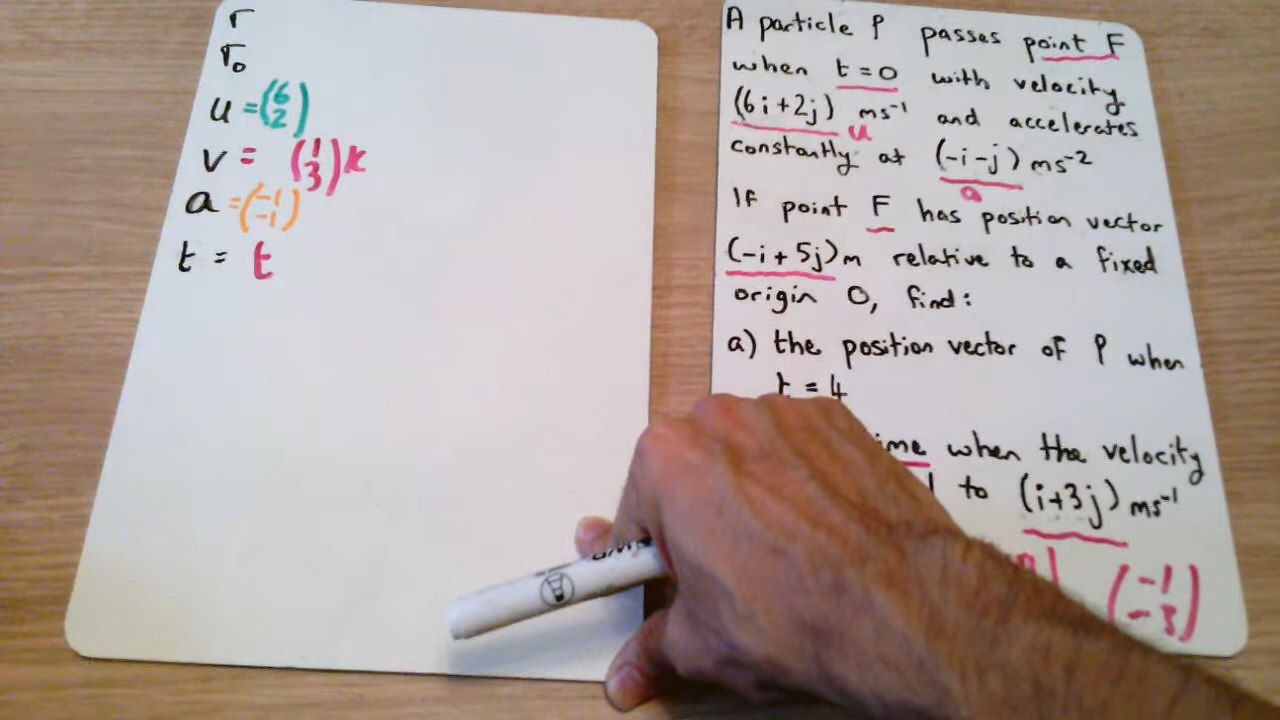 r
r₀
u = (6 2)
v = (1 3)k
a = (-1 -1)
t = t
A particle P passes point F
when t=0 with velocity
(6i+2j) ms⁻¹ and accelerates
u
constantly at (-i-j) ms⁻²
a
If point F has position vector
(-i+5j)m relative to a fixed
origin O, find:
a) the position vector of P when
t = 4
when the velocity
to (i+3j) ms⁻¹
(-1 -3)